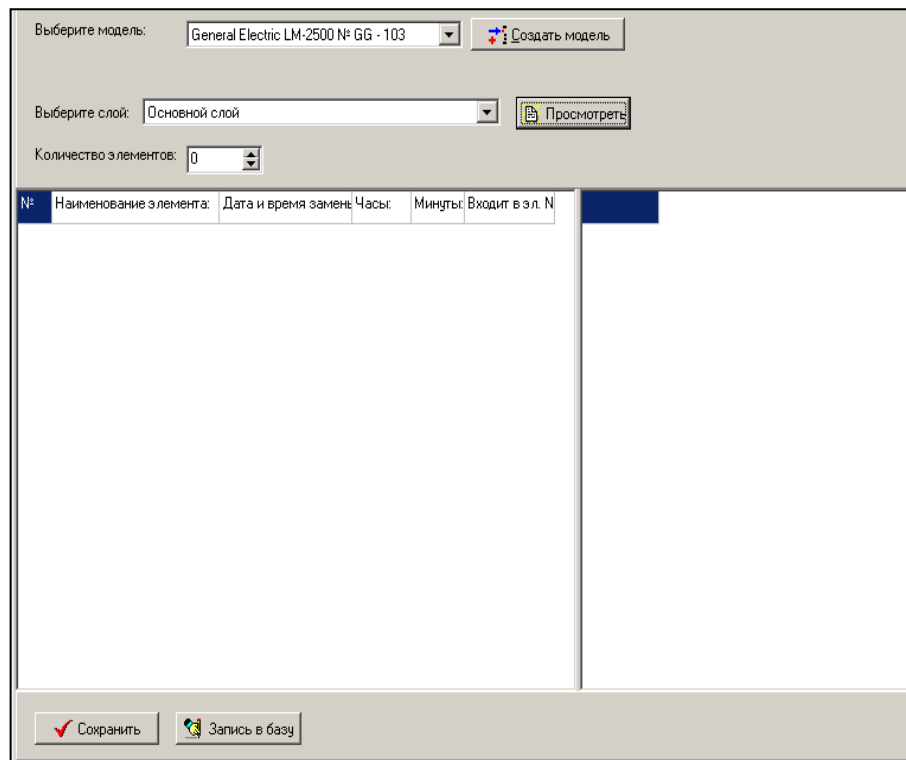 Выберите модель: General Electric LM-2500 № GG - 103 Создать модель
Выберите слой: Основной слой Просмотреть
Количество элементов: 0
№ Наименование элемента: Дата и время замень Часы: Минуты: Входит в эл. N
Сохранить Запись в базу